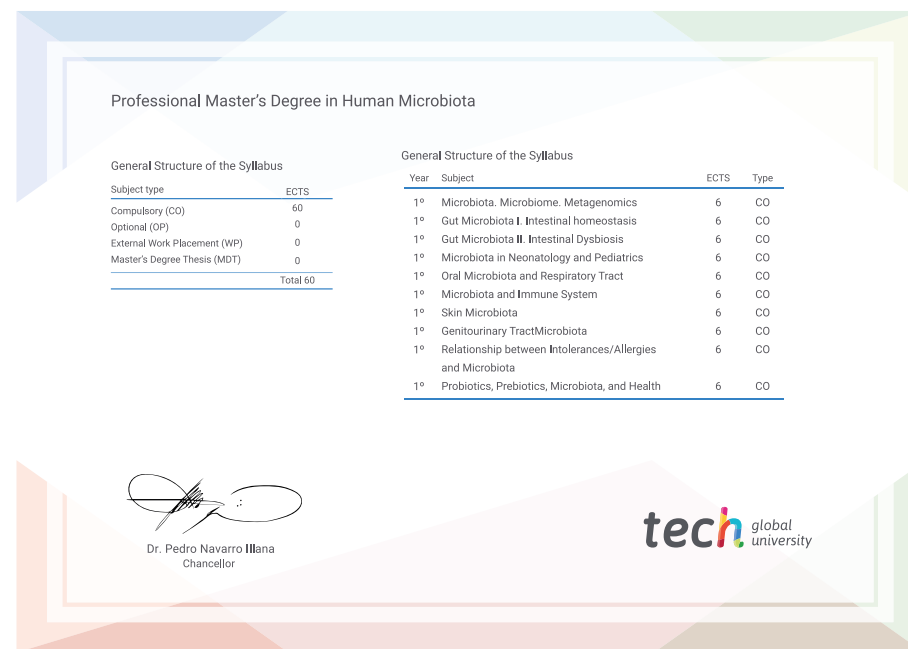 Professional Master's Degree in Human Microbiota
General Structure of the Syllabus
Subject type ECTS
Compulsory (CO) 60
Optional (OP) 0
External Work Placement (WP) 0
Master's Degree Thesis (MDT) 0
Total 60
General Structure of the Syllabus
Year Subject ECTS Type
1º Microbiota. Microbiome. Metagenomics 6 CO
1º Gut Microbiota I. Intestinal homeostasis 6 CO
1º Gut Microbiota II. Intestinal Dysbiosis 6 CO
1º Microbiota in Neonatology and Pediatrics 6 CO
1º Oral Microbiota and Respiratory Tract 6 CO
1º Microbiota and Immune System 6 CO
1º Skin Microbiota 6 CO
1º Genitourinary TractMicrobiota 6 CO
1º Relationship between Intolerances/Allergies 6 CO
and Microbiota
1º Probiotics, Prebiotics, Microbiota, and Health 6 CO
Dr. Pedro Navarro Illana
Chancellor
tech global
university